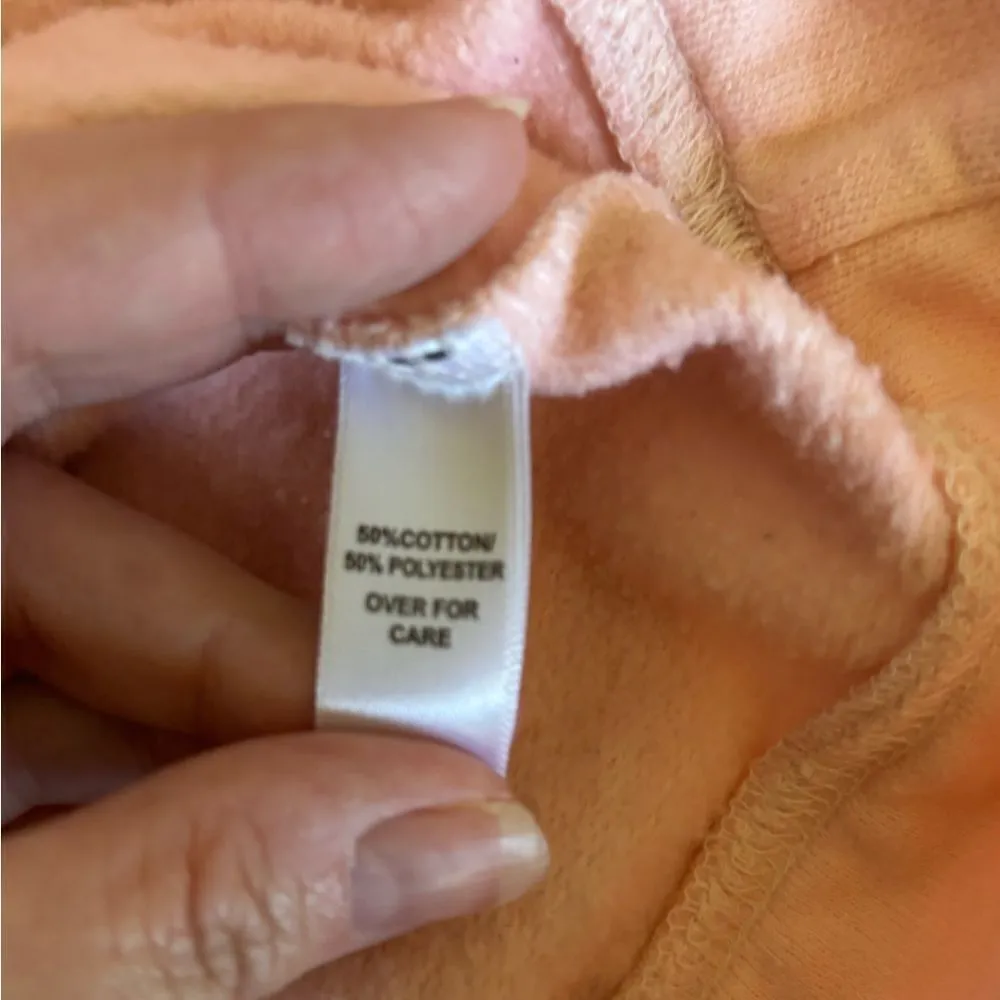 50%COTTON/
50% POLYESTER
OVER FOR
CARE